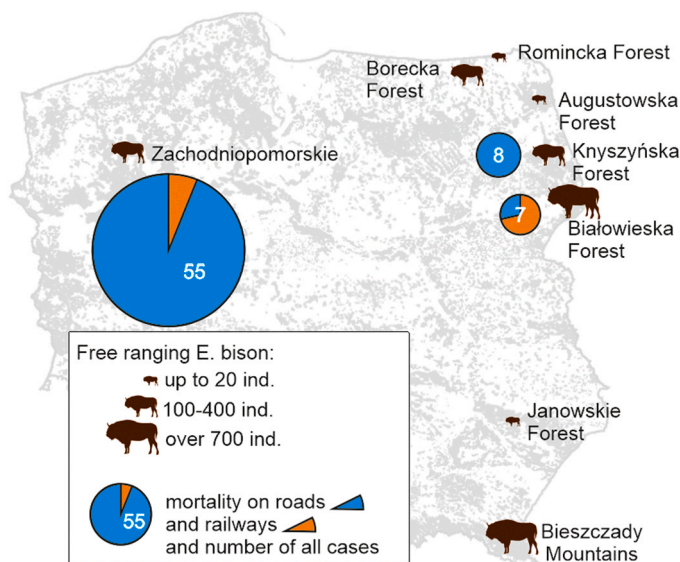 Romincka Forest
Borecka
Forest
Augustowska
Forest
8
Knyszyńska
Forest
Zachodniopomorskie
7
Białowieska
Forest
55
Free ranging E. bison:
up to 20 ind.
100-400 ind.
over 700 ind.
Janowskie
Forest
55
mortality on roads
and railways
and number of all cases
Bieszczady
Mountains